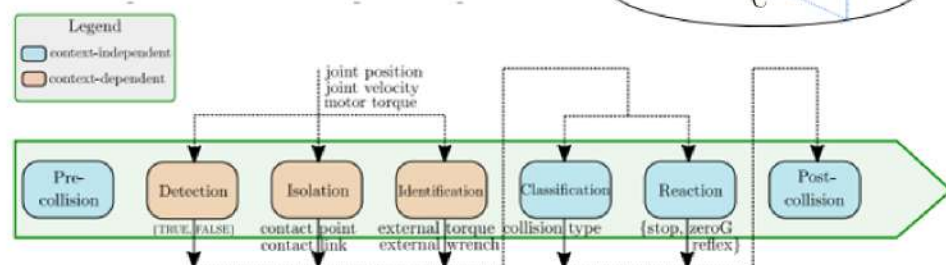 Legend
context-independent
context-dependent
joint position
joint velocity
motor torque
Pre-
collision
Detection
Isolation
Identification
Classification
Reaction
Post-
collision
{TRUE, FALSE}
contact point
contact link
external torque
external wrench
collision type
{stop, zeroG
reflex}
C